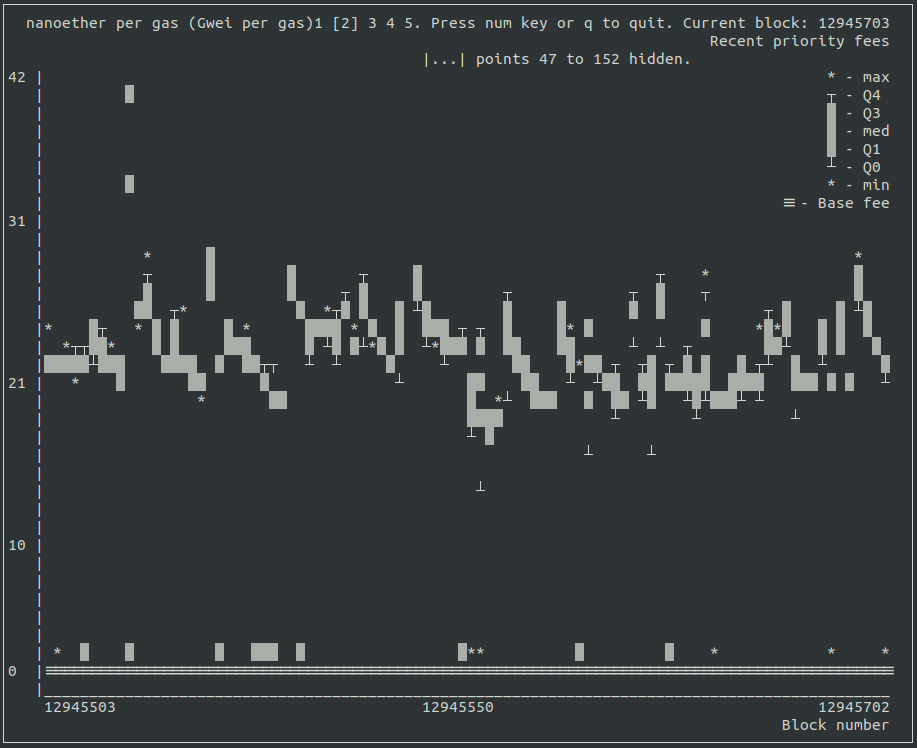 nanoether per gas (Gwei per gas)1 [2] 3 4 5. Press num key or q to quit. Current block: 12945703
Recent priority fees
|...| points 47 to 152 hidden.
42
* - max
- Q4
- Q3
- med
- Q1
- Q0
* - min
31
≡ - Base fee
21
10
0
12945503 12945550 12945702
Block number